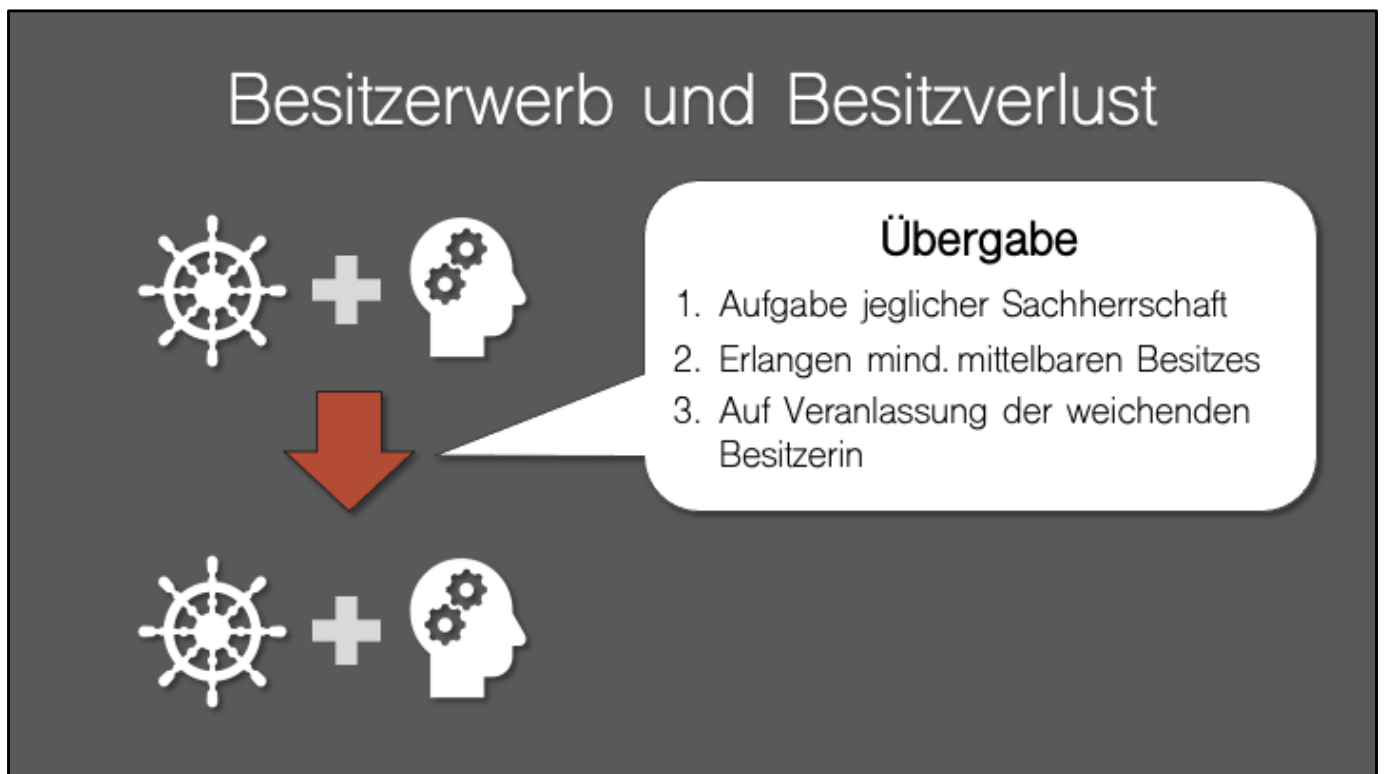 Besitzerwerb und Besitzverlust
Übergabe
1. Aufgabe jeglicher Sachherrschaft
2. Erlangen mind. mittelbaren Besitzes
3. Auf Veranlassung der weichenden
Besitzerin